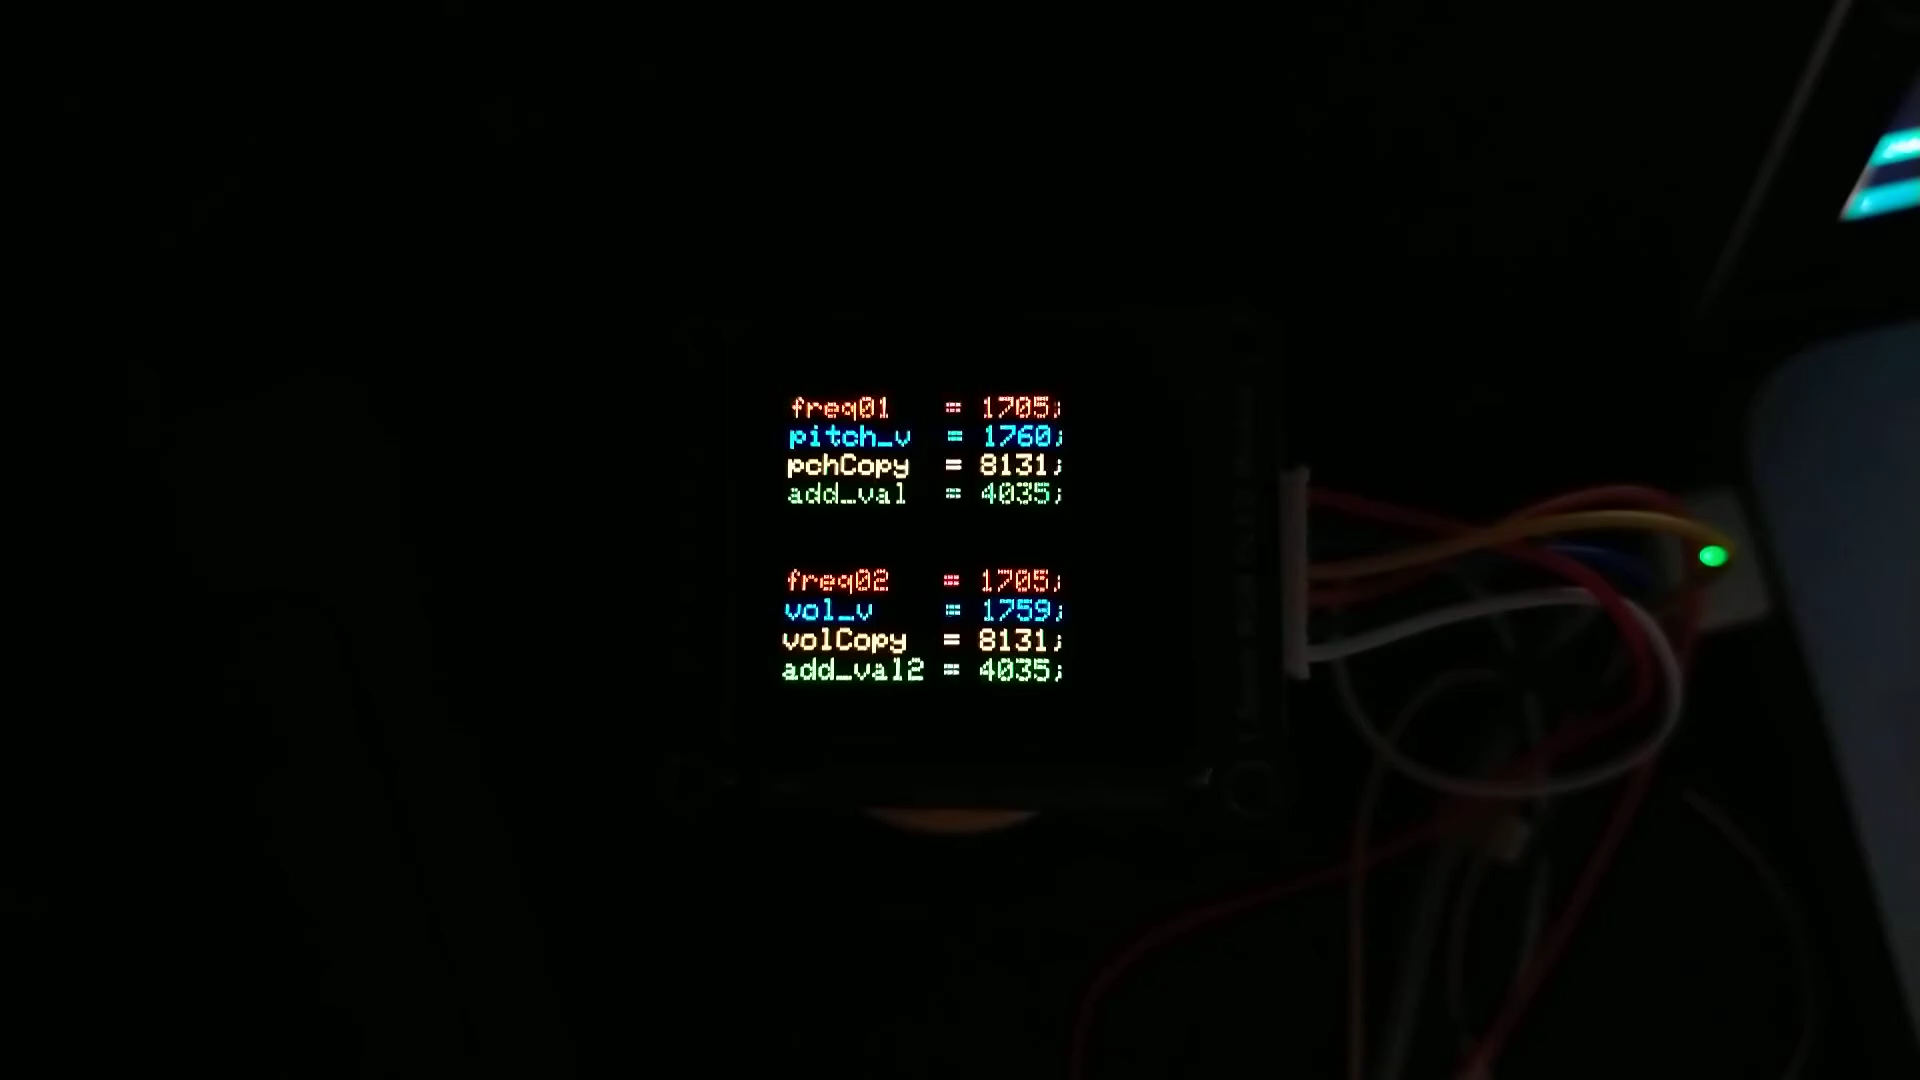 freq01 = 1705;
pitch_v = 1760;
pchCopy = 8131;
add_val = 4035;
freq02 = 1705;
vol_v = 1759;
volCopy = 8131;
add_val2 = 4035;